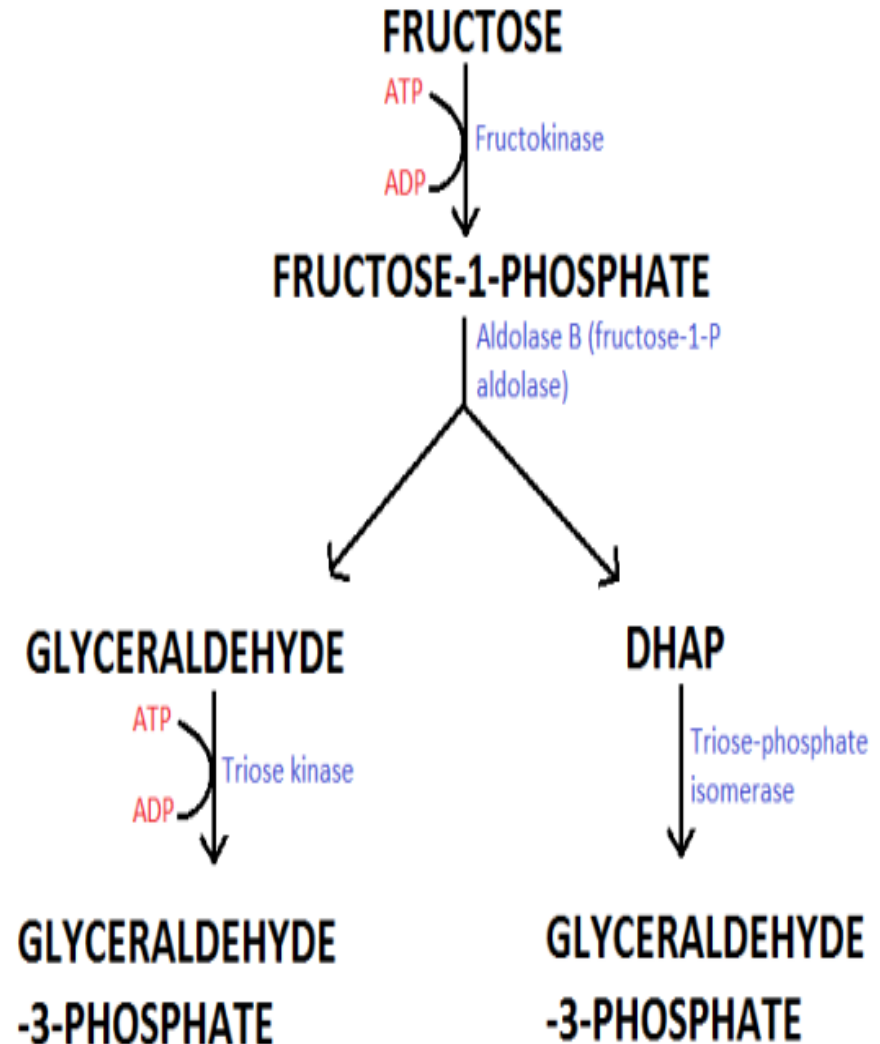 FRUCTOSE
ATP
Fructokinase
ADP
FRUCTOSE-1-PHOSPHATE
Aldolase B (fructose-1-P
aldolase)
GLYCERALDEHYDE
DHAP
ATP
Triose kinase
ADP
Triose-phosphate
isomerase
GLYCERALDEHYDE
-3-PHOSPHATE
GLYCERALDEHYDE
-3-PHOSPHATE